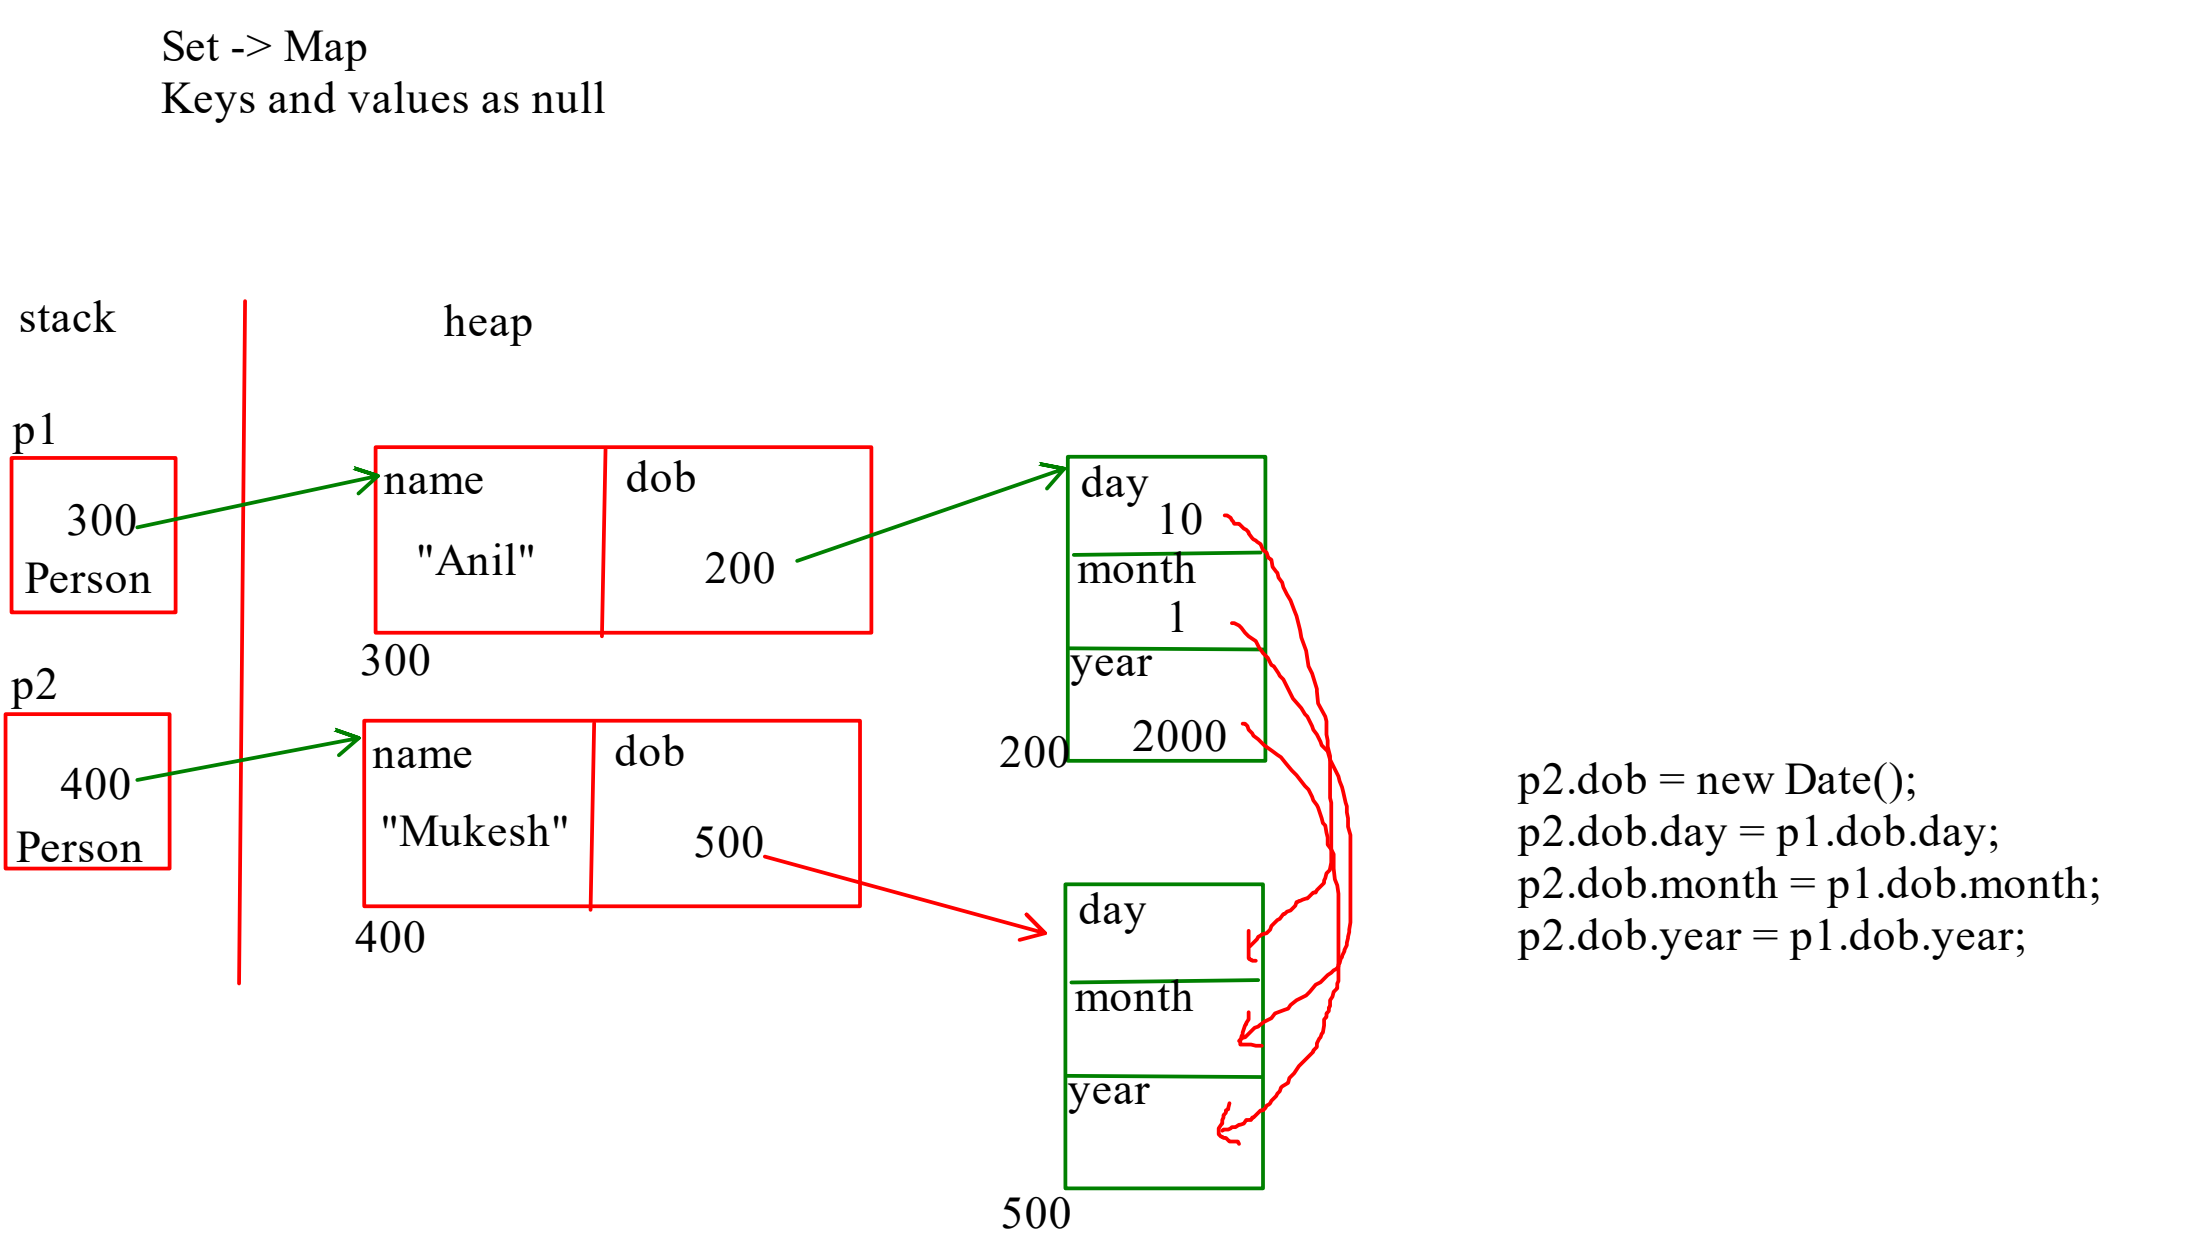 Set -> Map
Keys and values as null
stack
heap
p1
300
Person
name
"Anil"
dob
200
300
day
10
month
1
year
2000
200
p2
400
Person
name
"Mukesh"
dob
500
400
day
month
year
500
p2.dob = new Date();
p2.dob.day = p1.dob.day;
p2.dob.month = p1.dob.month;
p2.dob.year = p1.dob.year;